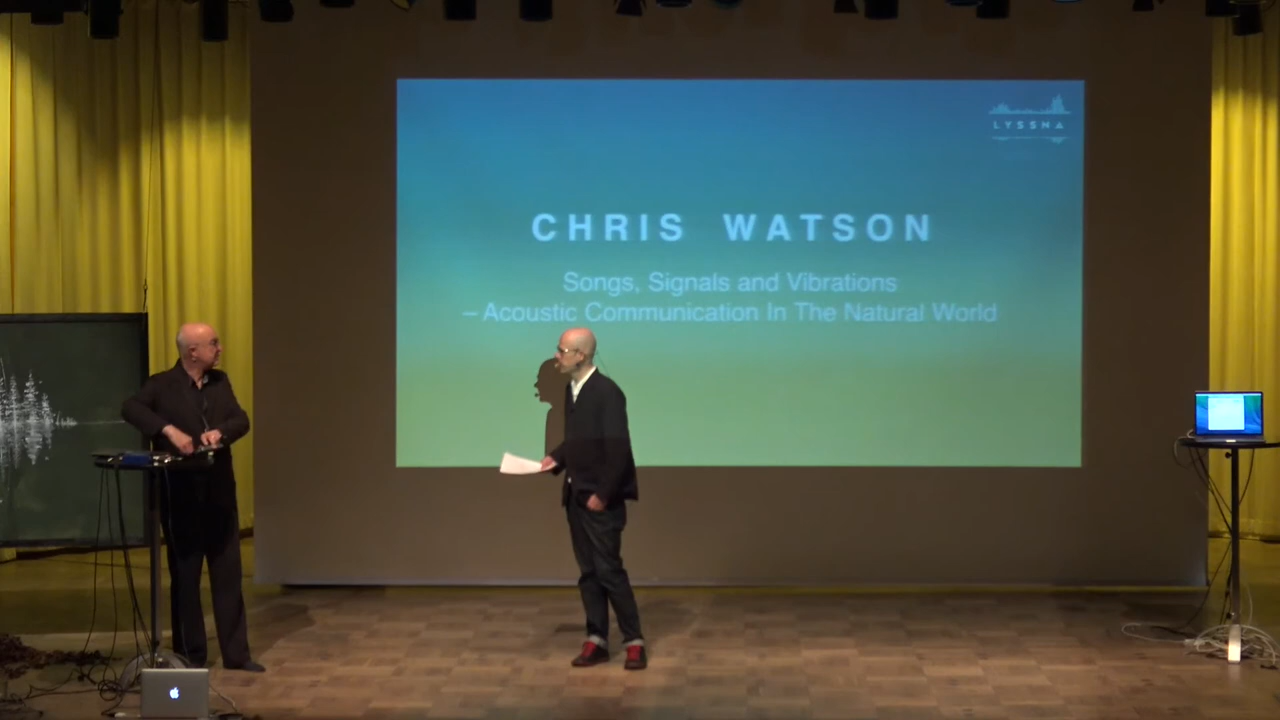 LYSSNA
CHRIS WATSON
Songs, Signals and Vibrations
– Acoustic Communication In The Natural World